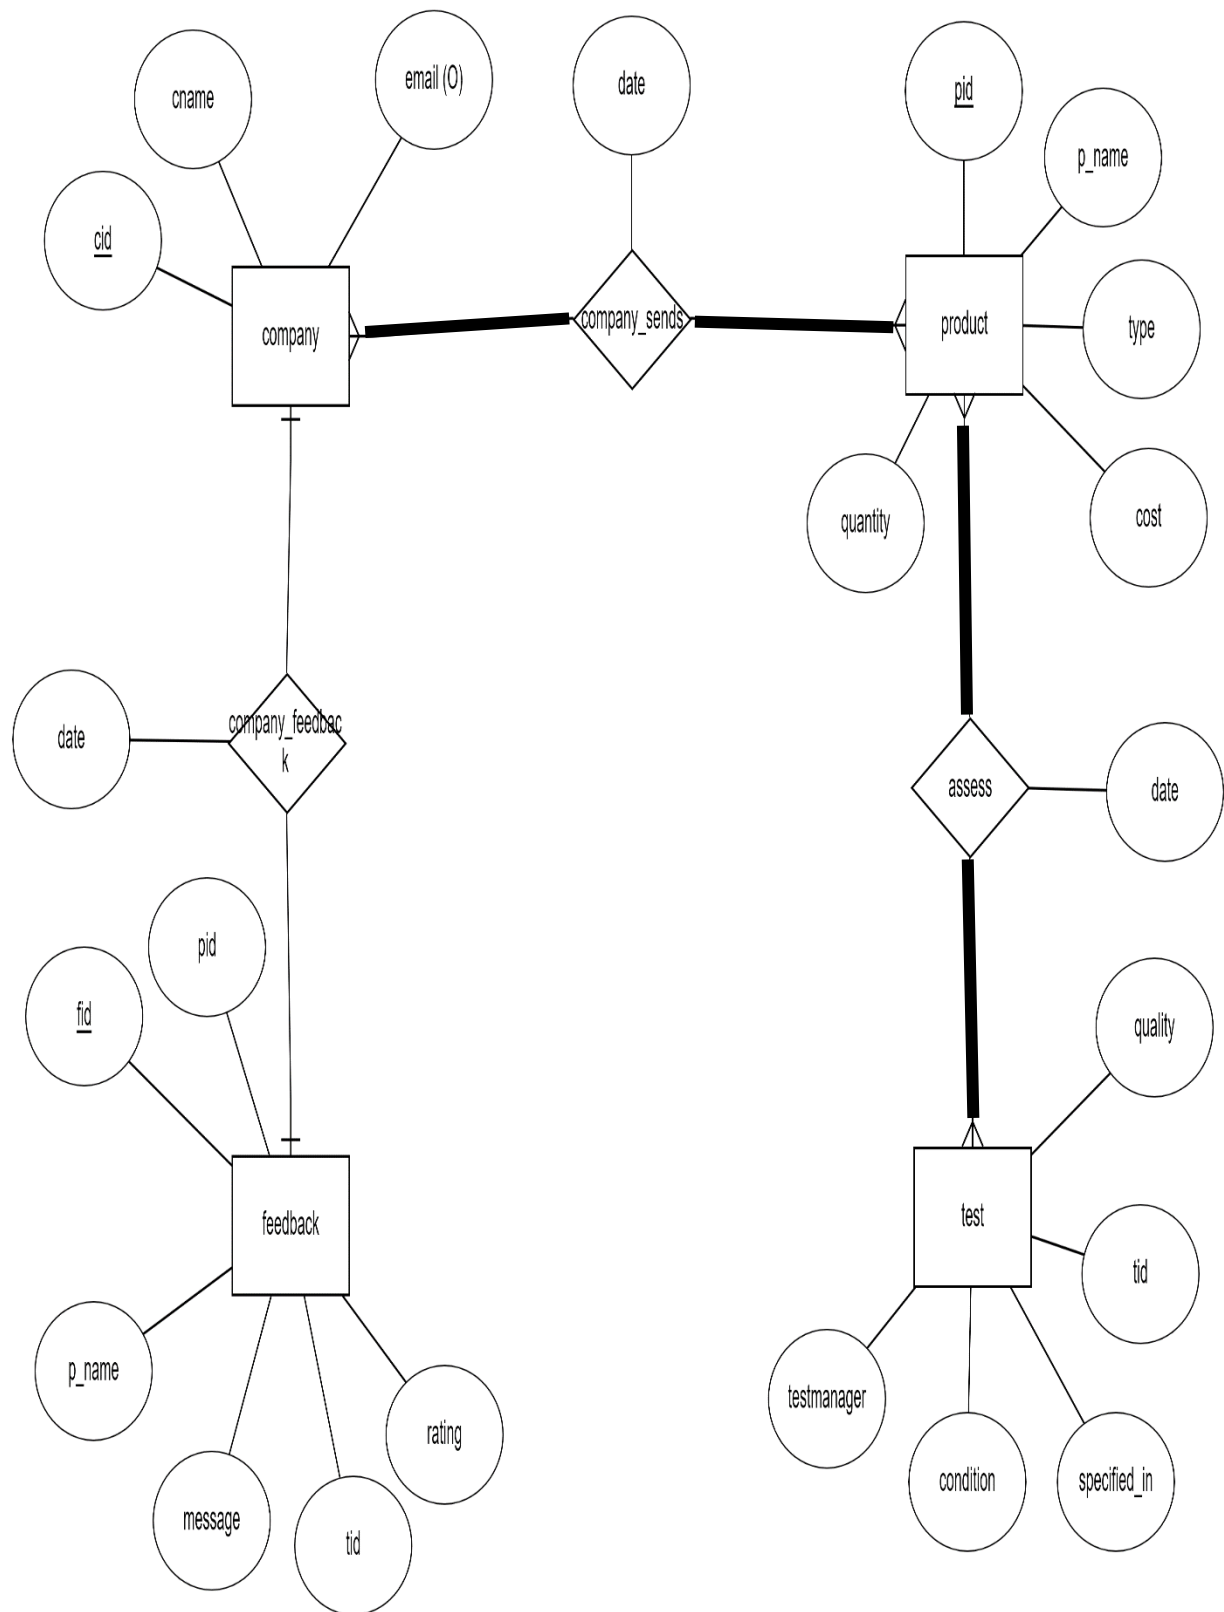 cname
email (O)
date
pid
p_name
cid
company
company_sends
product
type
quantity
cost
date
company_feedbac
k
assess
date
pid
fid
quality
feedback
test
tid
p_name
testmanager
rating
condition
specified_in
message
tid